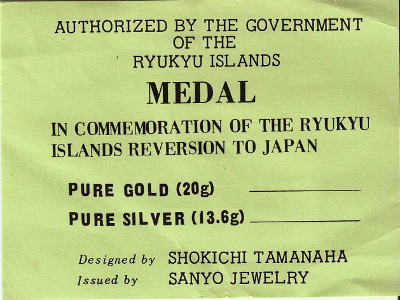 AUTHORIZED BY THE GOVERNMENT
OF THE
RYUKYU ISLANDS
MEDAL
IN COMMEMORATION OF THE RYUKYU
ISLANDS REVERSION TO JAPAN
PURE GOLD (20g)
PURE SILVER (13.6g)
Designed by SHOKICHI TAMANAHA
Issued by SANYO JEWELRY